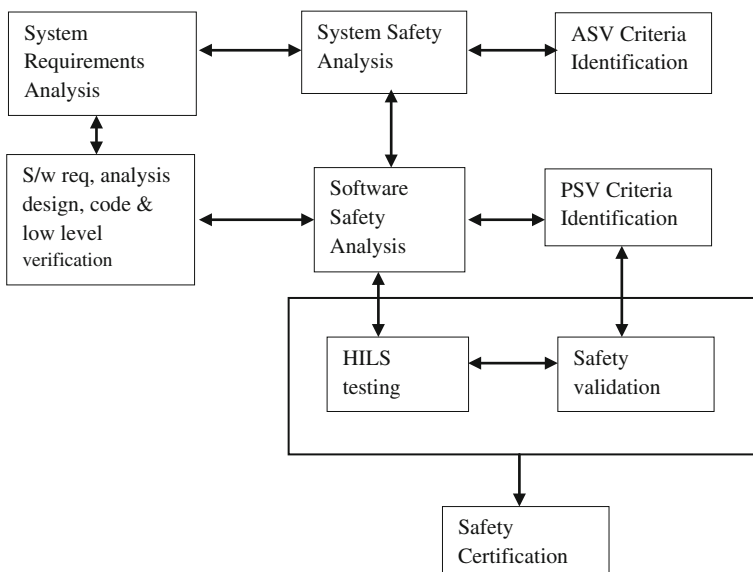 System
Requirements
Analysis
System Safety
Analysis
ASV Criteria
Identification
S/w req, analysis
design, code &
low level
verification
Software
Safety
Analysis
PSV Criteria
Identification
HILS
testing
Safety
validation
Safety
Certification